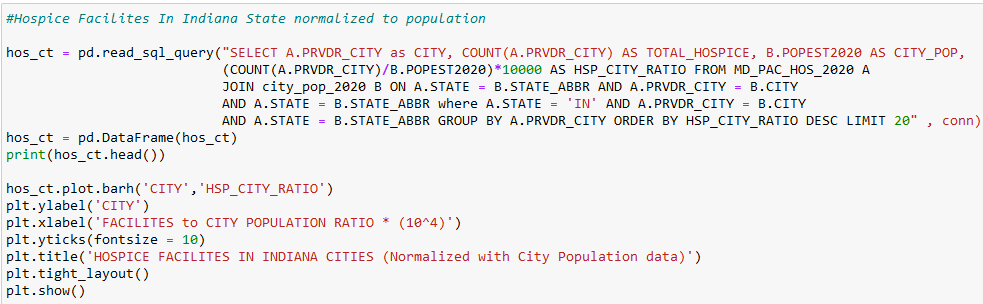 #Hospice Facilites In Indiana State normalized to population
hos_ct = pd.read_sql_query("SELECT A.PRVDR_CITY as CITY, COUNT(A.PRVDR_CITY) AS TOTAL_HOSPICE, B.POPEST2020 AS CITY_POP,
(COUNT(A.PRVDR_CITY)/B.POPEST2020)*10000 AS HSP_CITY_RATIO FROM MD_PAC_HOS_2020 A
JOIN city_pop_2020 B ON A.STATE = B.STATE_ABBR AND A.PRVDR_CITY = B.CITY
AND A.STATE = B.STATE_ABBR where A.STATE = 'IN' AND A.PRVDR_CITY = B.CITY
AND A.STATE = B.STATE_ABBR GROUP BY A.PRVDR_CITY ORDER BY HSP_CITY_RATIO DESC LIMIT 20" , conn)
hos_ct = pd.DataFrame(hos_ct)
print(hos_ct.head())
hos_ct.plot.barh('CITY','HSP_CITY_RATIO')
plt.ylabel('CITY')
plt.xlabel('FACILITES to CITY POPULATION RATIO * (10^4)')
plt.yticks(fontsize = 10)
plt.title('HOSPICE FACILITES IN INDIANA CITIES (Normalized with City Population data)')
plt.tight_layout()
plt.show()